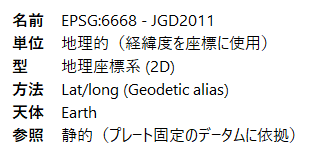 名前 EPSG:6668 - JGD2011
単位 地理的（経緯度を座標に使用）
型 地理座標系 (2D)
方法 Lat/long (Geodetic alias)
天体 Earth
参照 静的（プレート固定のデータムに依拠）